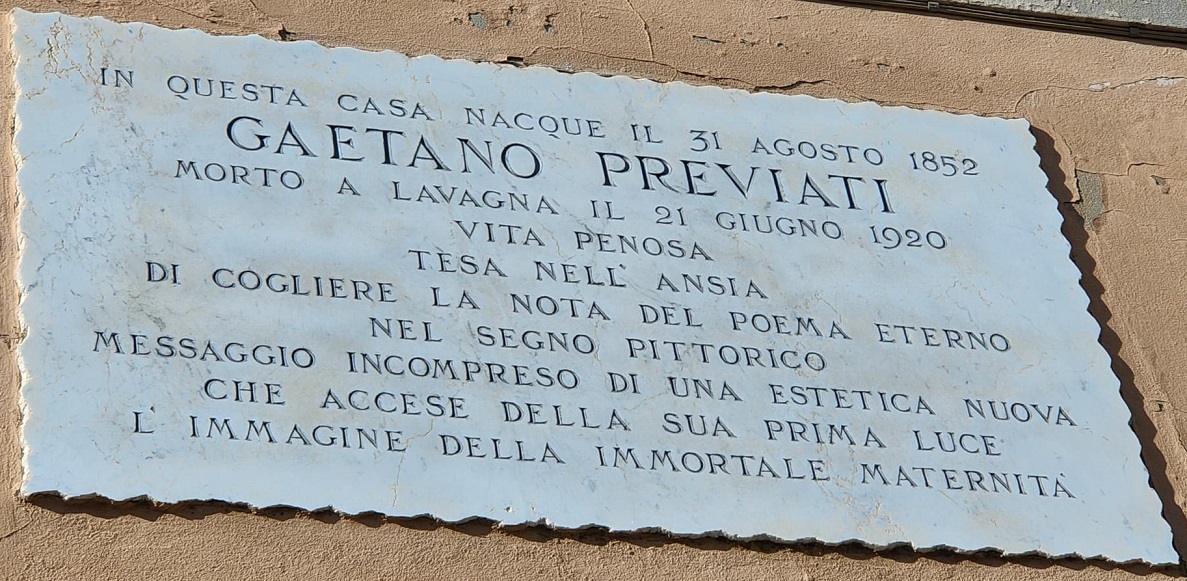 IN QUESTA CASA NACQUE IL 31 AGOSTO 1852
GAETANO PREVIATI
MORTO A LAVAGNA IL 21 GIUGNO 1920
VITA PENOSA
TESA NELL' ANSIA
DI COGLIERE LA NOTA DEL POEMA ETERNO
NEL SEGNO PITTORICO
MESSAGGIO INCOMPRESO DI UNA ESTETICA NUOVA
CHE ACCESE DELLA SUA PRIMA LUCE
L' IMMAGINE DELLA IMMORTALE MATERNITÀ